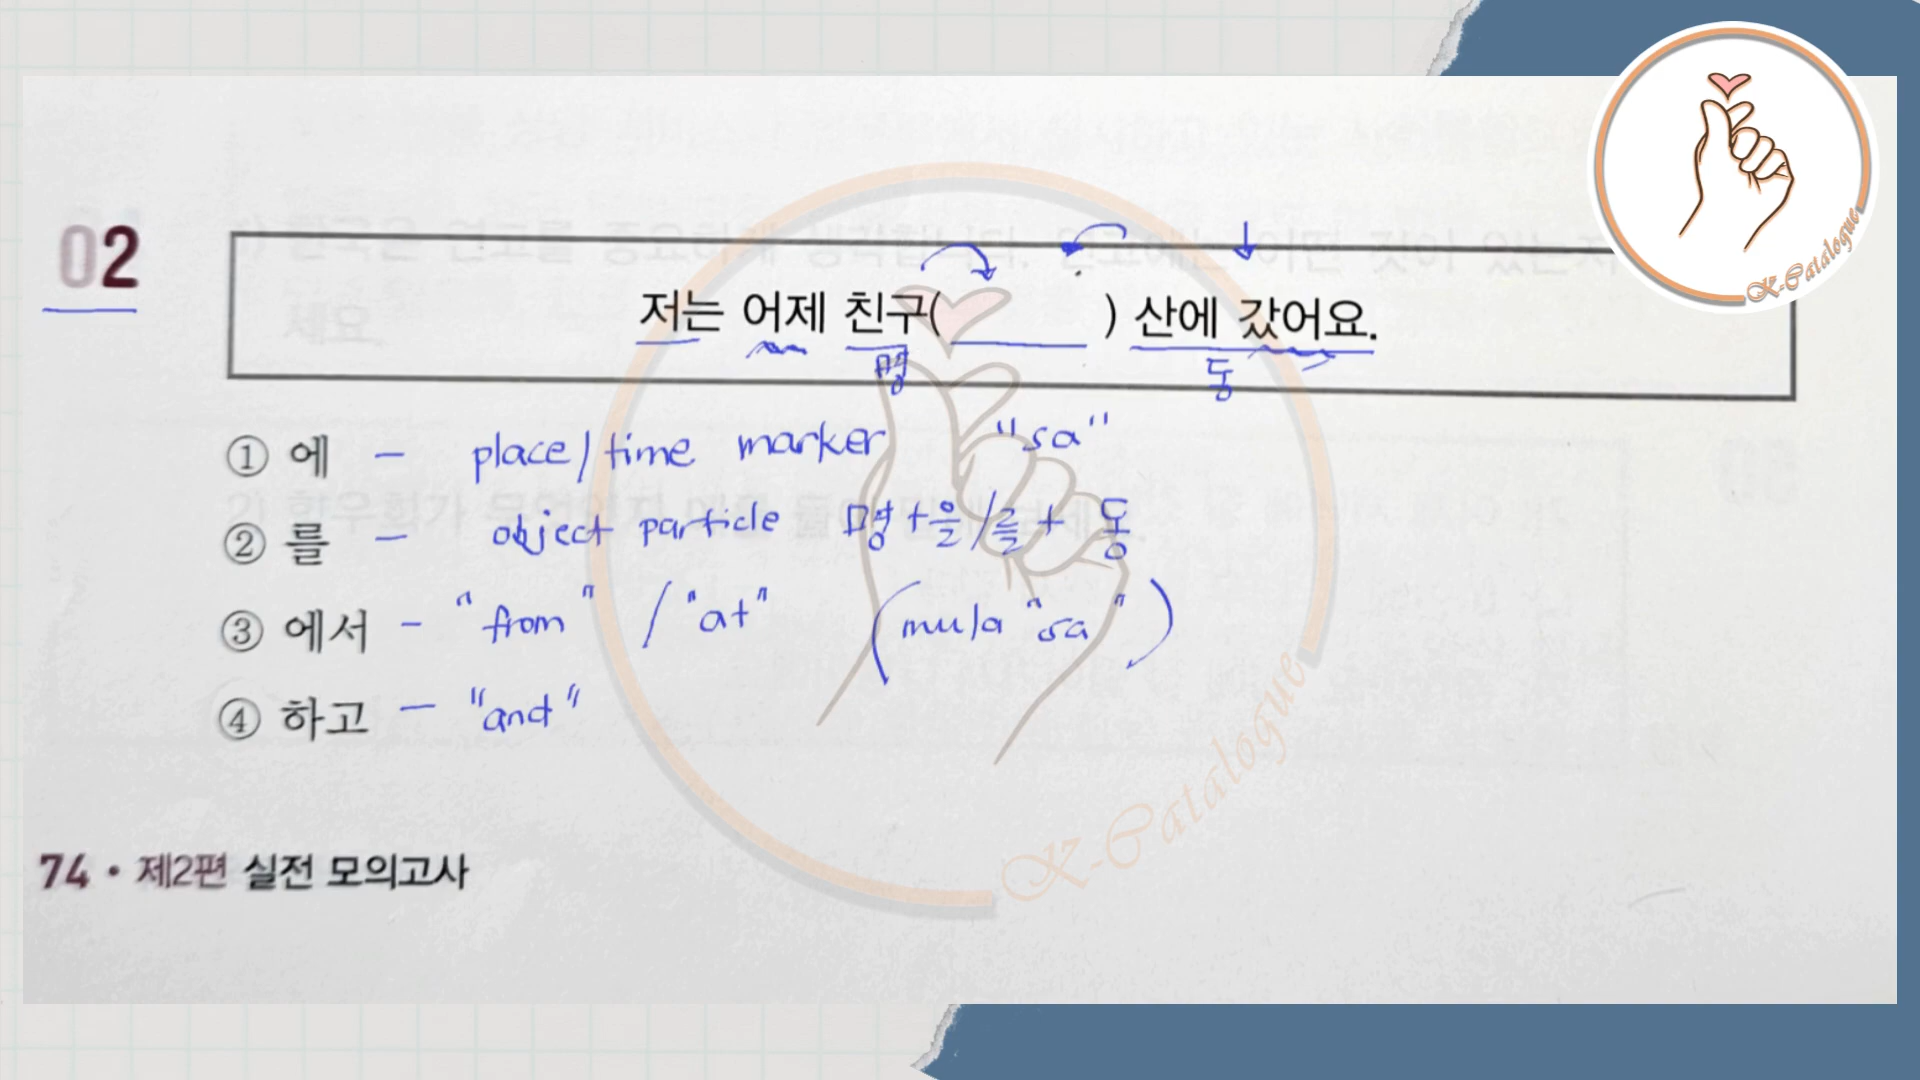 K-Catalogue
02
저는 어제 친구( ) 산에 갔어요.
명 동
① 에 - place/time marker "sa"
② 를 - object particle 명+을/를+동
③ 에서 - "from" / "at" (mula "sa")
④ 하고 - "and"
K-Catalogue
74 • 제2편 실전 모의고사